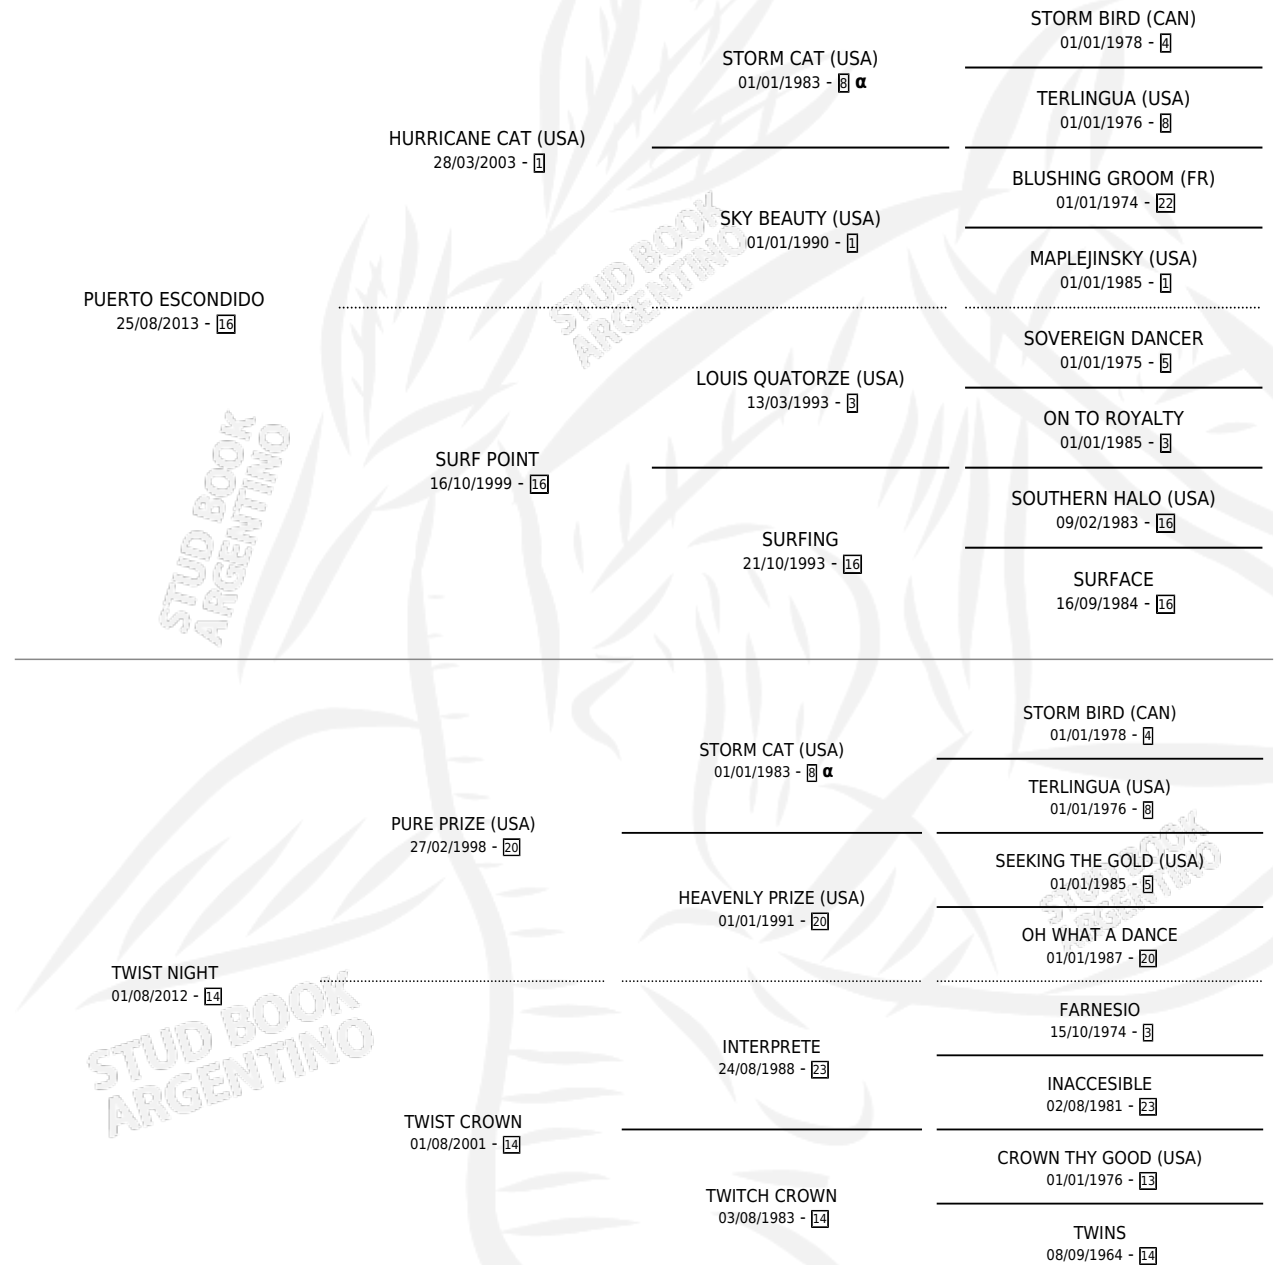 STORM BIRD (CAN)
01/01/1978 - 4
STORM CAT (USA)
01/01/1983 - 8 α
TERLINGUA (USA)
01/01/1976 - 8
HURRICANE CAT (USA)
28/03/2003 - 1
BLUSHING GROOM (FR)
01/01/1974 - 22
SKY BEAUTY (USA)
01/01/1990 - 1
MAPLEJINSKY (USA)
01/01/1985 - 1
PUERTO ESCONDIDO
25/08/2013 - 16
SOVEREIGN DANCER
01/01/1975 - 5
LOUIS QUATORZE (USA)
13/03/1993 - 3
ON TO ROYALTY
01/01/1985 - 3
SURF POINT
16/10/1999 - 16
SOUTHERN HALO (USA)
09/02/1983 - 16
SURFING
21/10/1993 - 16
SURFACE
16/09/1984 - 16
STUD BOOK
ARGENTINO
STUD BOOK
ARGENTINO
STORM BIRD (CAN)
01/01/1978 - 4
STORM CAT (USA)
01/01/1983 - 8 α
TERLINGUA (USA)
01/01/1976 - 8
PURE PRIZE (USA)
27/02/1998 - 20
SEEKING THE GOLD (USA)
01/01/1985 - 5
HEAVENLY PRIZE (USA)
01/01/1991 - 20
OH WHAT A DANCE
01/01/1987 - 20
TWIST NIGHT
01/08/2012 - 14
FARNESIO
15/10/1974 - 3
INTERPRETE
24/08/1988 - 23
INACCESIBLE
02/08/1981 - 23
TWIST CROWN
01/08/2001 - 14
CROWN THY GOOD (USA)
01/01/1976 - 13
TWITCH CROWN
03/08/1983 - 14
TWINS
08/09/1964 - 14
STUD BOOK
ARGENTINO
STUD BOOK
ARGENTINO